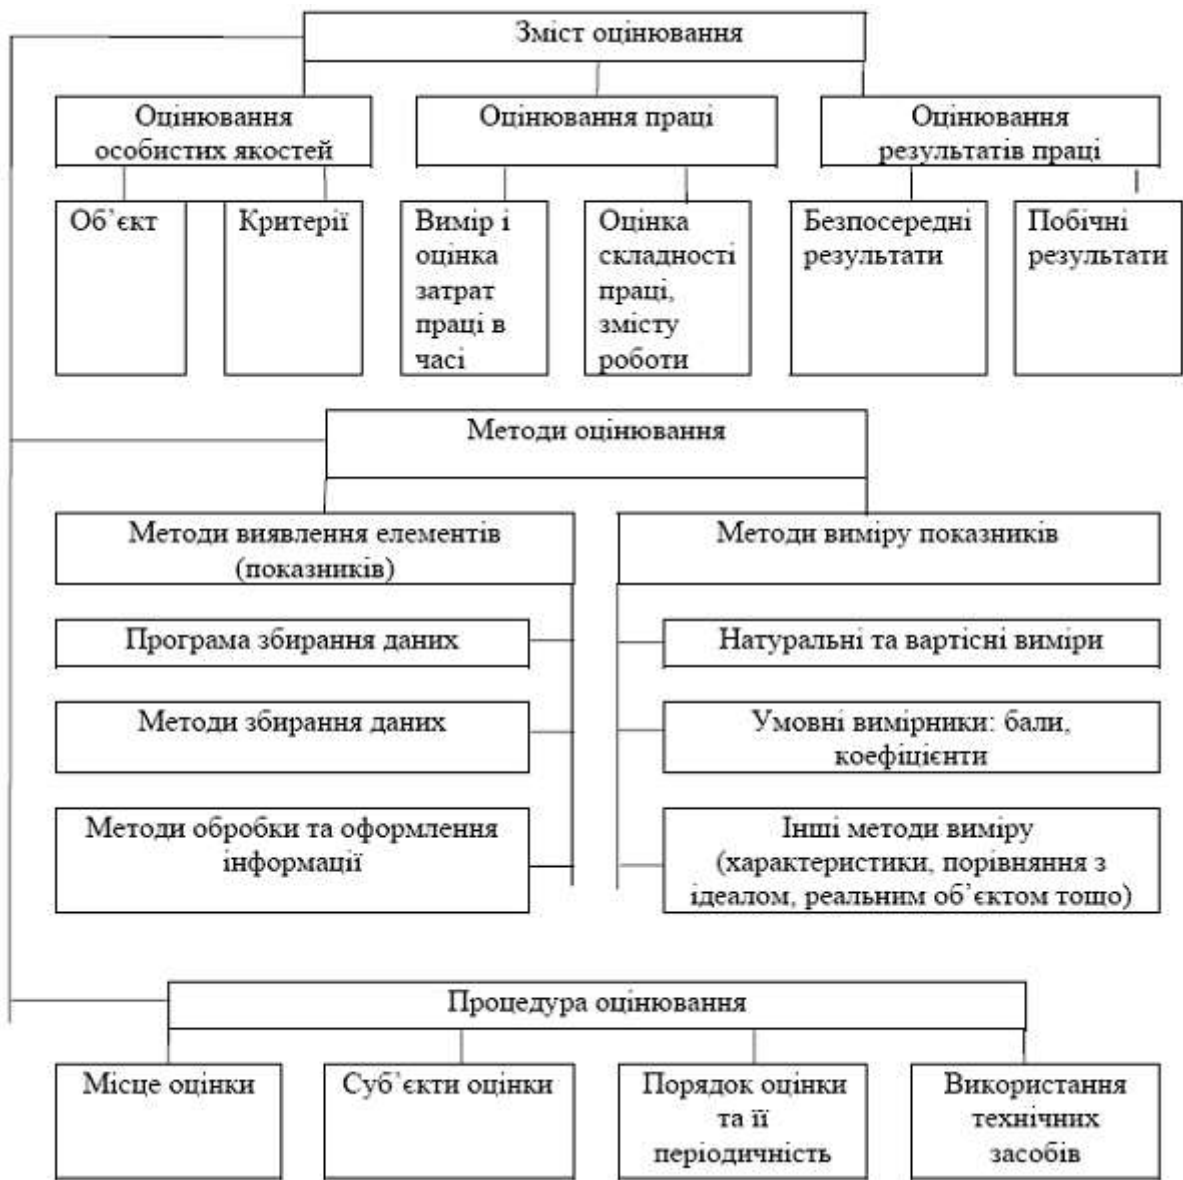 Зміст оцінювання
Оцінювання
особистих якостей
Оцінювання праці
Оцінювання
результатів праці
Об’єкт
Критерії
Вимір і
оцінка
затрат
праці в
часі
Оцінка
складності
праці,
змісту
роботи
Безпосередні
результати
Побічні
результати
Методи оцінювання
Методи виявлення елементів
(показників)
Методи виміру показників
Програма збирання даних
Натуральні та вартісні виміри
Методи збирання даних
Умовні вимірники: бали,
коефіцієнти
Методи обробки та оформлення
інформації
Інші методи виміру
(характеристики, порівняння з
ідеалом, реальним об’єктом тощо)
Процедура оцінювання
Місце оцінки
Суб’єкти оцінки
Порядок оцінки
та її
періодичність
Використання
технічних
засобів